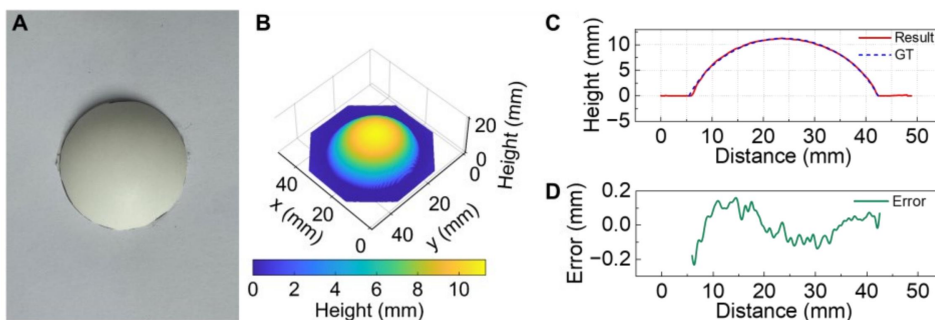 A
B
20
0
Height (mm)
40
20
0
x (mm)
0
20
40
y (mm)
0 2 4 6 8 10
Height (mm)
C
Height (mm)
10
5
0
−5
Result
GT
0 10 20 30 40 50
Distance (mm)
D
Error (mm)
0.2
0.0
−0.2
Error
0 10 20 30 40 50
Distance (mm)